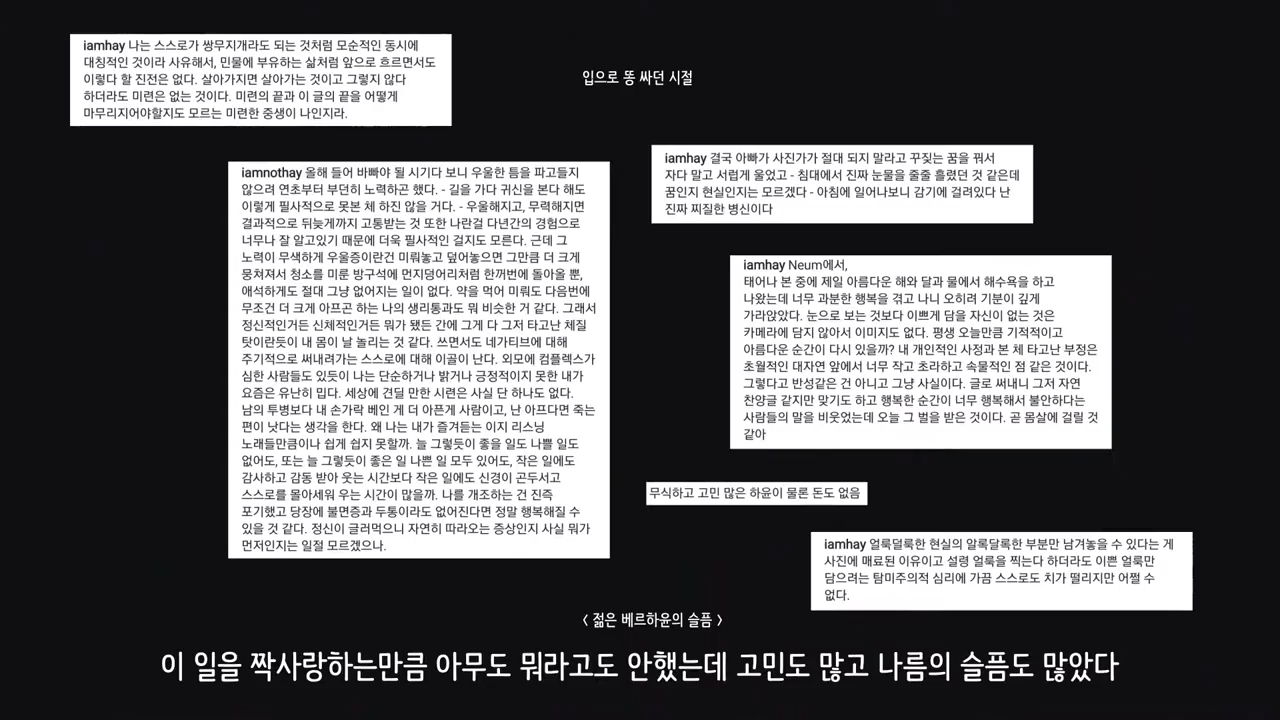 iamhay 나는 스스로가 쌍무지개라도 되는 것처럼 모순적인 동시에
대칭적인 것이라 사유해서, 민물에 부유하는 삶처럼 앞으로 흐르면서도
이렇다 할 진전은 없다. 살아가지면 살아가는 것이고 그렇지 않다
하더라도 미련은 없는 것이다. 미련의 끝과 이 글의 끝을 어떻게
마무리지어야할지도 모르는 미련한 중생이 나인지라.
입으로 똥 싸던 시절
iamnothay 올해 들어 바빠야 될 시기다 보니 우울한 틈을 파고들지
않으려 연초부터 부던히 노력하곤 했다. - 길을 가다 귀신을 본다 해도
이렇게 필사적으로 못본 체 하진 않을 거다. - 우울해지고, 무력해지면
결과적으로 뒤늦게까지 고통받는 것 또한 나란걸 다년간의 경험으로
너무나 잘 알고있기 때문에 더욱 필사적인 걸지도 모른다. 근데 그
노력이 무색하게 우울증이란건 미뤄놓고 덮어놓으면 그만큼 더 크게
뭉쳐져서 청소를 미룬 방구석에 먼지덩어리처럼 한꺼번에 돌아올 뿐,
애석하게도 절대 그냥 없어지는 일이 없다. 약을 먹어 미뤄도 다음번에
무조건 더 크게 아프곤 하는 나의 생리통과도 뭐 비슷한 거 같다. 그래서
정신적인거든 신체적인거든 뭐가 됐든 간에 그게 다 그저 타고난 체질
탓이란듯이 내 몸이 날 놀리는 것 같다. 쓰면서도 네가티브에 대해
주기적으로 써내려가는 스스로에 대해 이골이 난다. 외모에 컴플렉스가
심한 사람들도 있듯이 나는 단순하거나 밝거나 긍정적이지 못한 내가
요즘은 유난히 밉다. 세상에 견딜 만한 시련은 사실 단 하나도 없다.
남의 투병보다 내 손가락 베인 게 더 아픈게 사람이고, 난 아프다면 죽는
편이 낫다는 생각을 한다. 왜 나는 내가 즐겨듣는 이지 리스닝
노래들만큼이나 쉽게 쉽지 못할까. 늘 그렇듯이 좋을 일도 나쁠 일도
없어도, 또는 늘 그렇듯이 좋은 일 나쁜 일 모두 있어도, 작은 일에도
감사하고 감동 받아 웃는 시간보다 작은 일에도 신경이 곤두서고
스스로를 몰아세워 우는 시간이 많을까. 나를 개조하는 건 진즉
포기했고 당장에 불면증과 두통이라도 없어진다면 정말 행복해질 수
있을 것 같다. 정신이 글러먹으니 자연히 따라오는 증상인지 사실 뭐가
먼저인지는 일절 모르겠으나.
iamhay 결국 아빠가 사진가가 절대 되지 말라고 꾸짖는 꿈을 꿔서
자다 말고 서럽게 울었고 - 침대에서 진짜 눈물을 줄줄 흘렸던 것 같은데
꿈인지 현실인지는 모르겠다 - 아침에 일어나보니 감기에 걸려있다 난
진짜 찌질한 병신이다
iamhay Neum에서,
태어나 본 중에 제일 아름다운 해와 달과 물에서 해수욕을 하고
나왔는데 너무 과분한 행복을 겪고 나니 오히려 기분이 깊게
가라앉았다. 눈으로 보는 것보다 이쁘게 담을 자신이 없는 것은
카메라에 담지 않아서 이미지도 없다. 평생 오늘만큼 기적적이고
아름다운 순간이 다시 있을까? 내 개인적인 사정과 본 체 타고난 부정은
초월적인 대자연 앞에서 너무 작고 초라하고 속물적인 점 같은 것이다.
그렇다고 반성같은 건 아니고 그냥 사실이다. 글로 써내니 그저 자연
찬양글 같지만 맞기도 하고 행복한 순간이 너무 행복해서 불안하다는
사람들의 말을 비웃었는데 오늘 그 벌을 받은 것이다. 곧 몸살에 걸릴 것
같아
무식하고 고민 많은 하윤이 물론 돈도 없음
iamhay 얼룩덜룩한 현실의 알록달록한 부분만 남겨놓을 수 있다는 게
사진에 매료된 이유이고 설령 얼룩을 찍는다 하더라도 이쁜 얼룩만
담으려는 탐미주의적 심리에 가끔 스스로도 치가 떨리지만 어쩔 수
없다.
〈 젊은 베르하윤의 슬픔 〉
이 일을 짝사랑하는만큼 아무도 뭐라고도 안했는데 고민도 많고 나름의 슬픔도 많았다